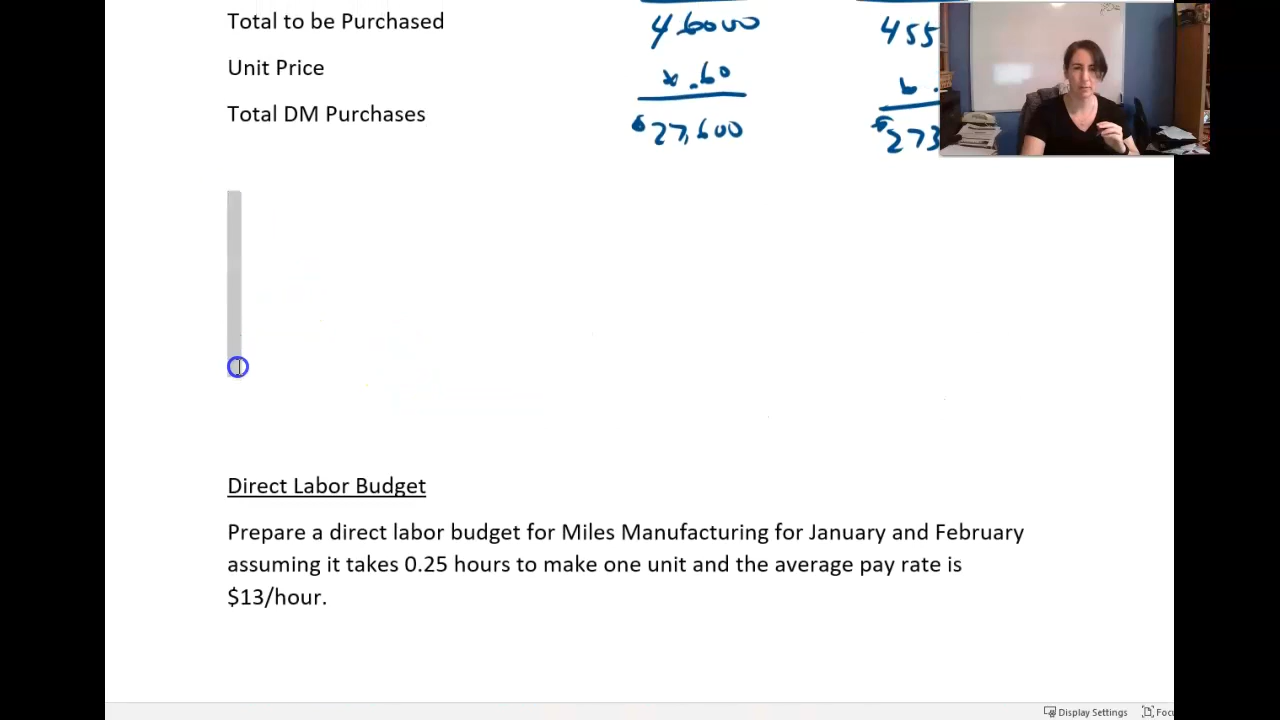 Total to be Purchased 46000 455
Unit Price x .60
Total DM Purchases $27,600 $273
Direct Labor Budget
Prepare a direct labor budget for Miles Manufacturing for January and February
assuming it takes 0.25 hours to make one unit and the average pay rate is
$13/hour.
Display Settings